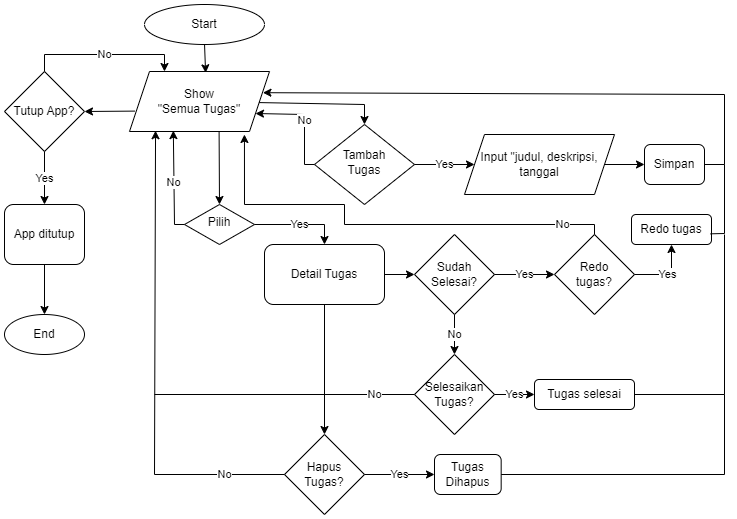 Start
No
Show
"Semua Tugas"
Tutup App?
No
Tambah
Tugas
Yes
Input "judul, deskripsi,
tanggal
Simpan
Yes
No
Pilih
Yes
No
Redo tugas
App ditutup
Detail Tugas
Sudah
Selesai?
Yes
Redo
tugas?
Yes
End
No
Selesaikan
Tugas?
No
Yes
Tugas selesai
Hapus
Tugas?
No
Yes
Tugas
Dihapus